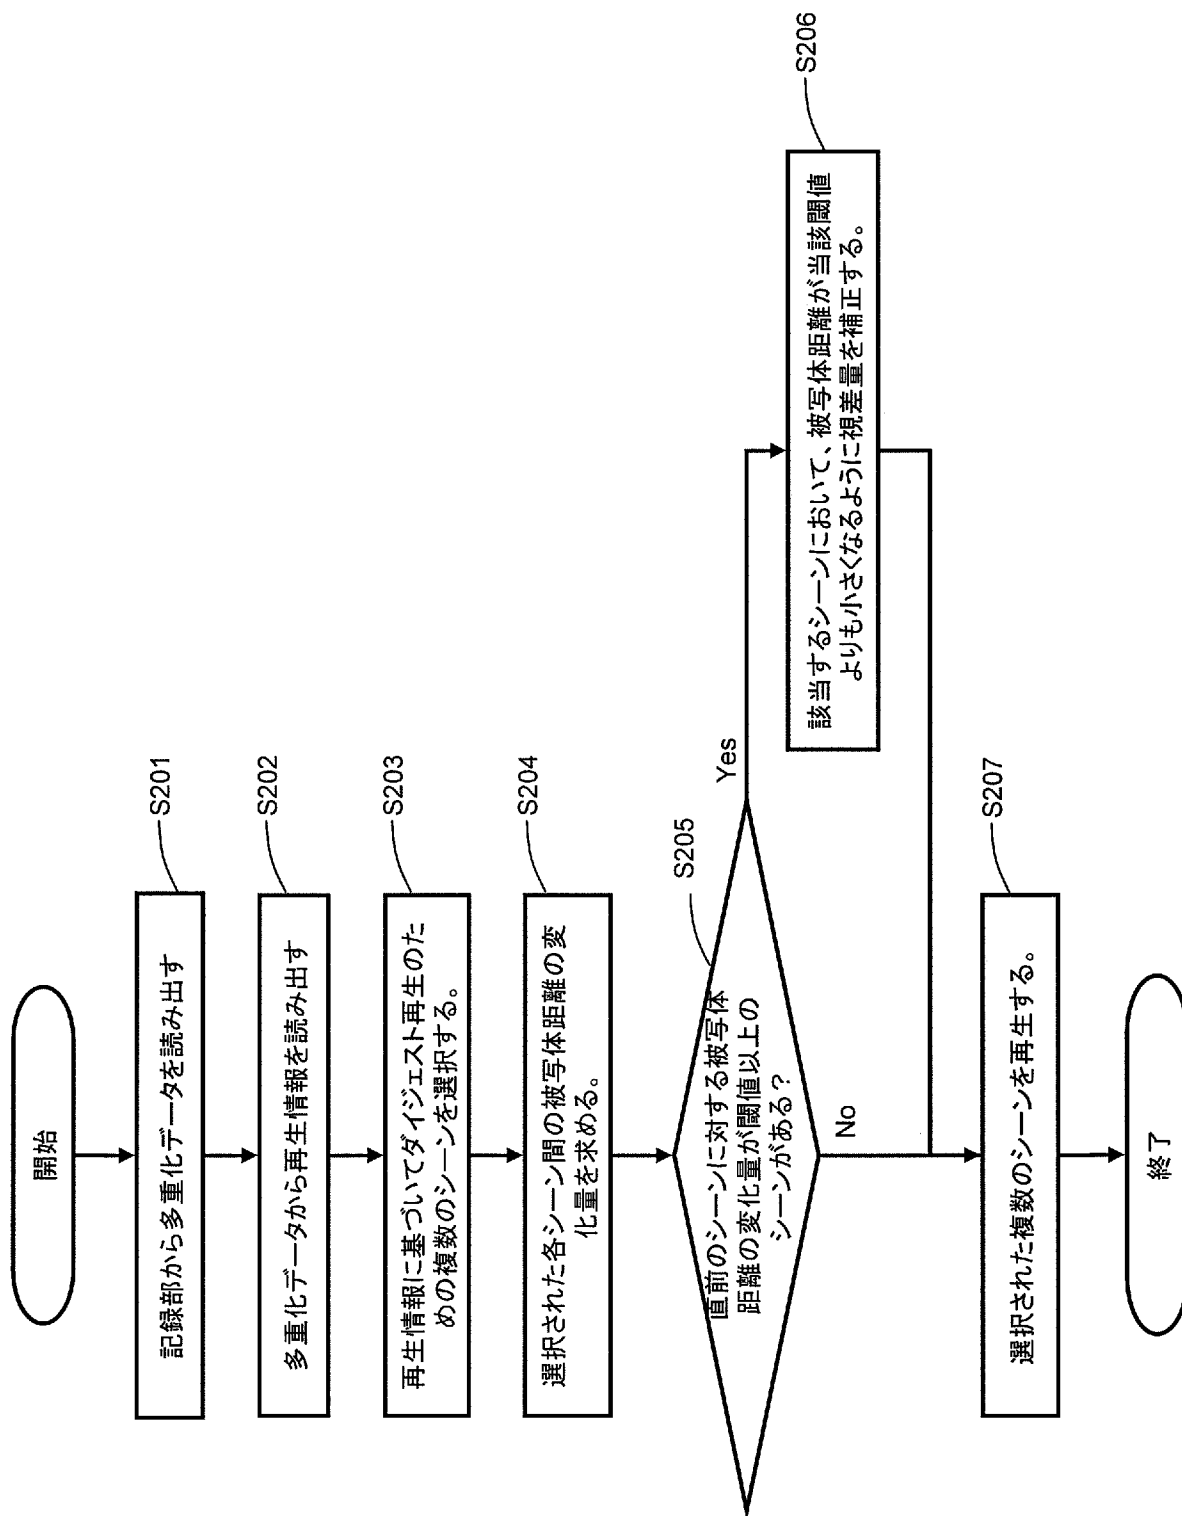 開始
S201
記録部から多重化データを読み出す
S202
多重化データから再生情報を読み出す
S203
再生情報に基づいてダイジェスト再生のた
めの複数のシーンを選択する。
S204
選択された各シーン間の被写体距離の変
化量を求める。
S205
直前のシーンに対する被写体
距離の変化量が閾値以上の
シーンがある?
Yes
No
S206
該当するシーンにおいて、被写体距離が当該閾値
よりも小さくなるように視差量を補正する。
S207
選択された複数のシーンを再生する。
終了